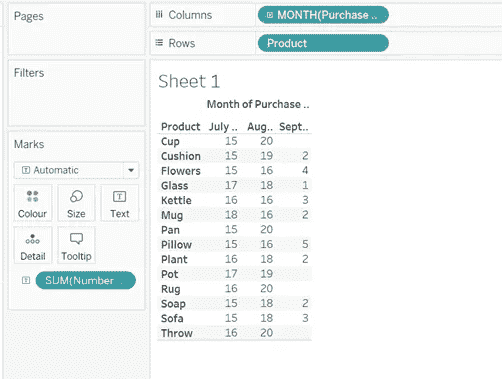 Pages
Columns
MONTH(Purchase ..
Rows
Product
Filters
Sheet 1
Month of Purchase ..
Product July .. Aug.. Sept..
Cup 15 20
Cushion 15 19 2
Flowers 15 16 4
Glass 17 18 1
Kettle 16 16 3
Mug 18 16 2
Pan 15 20
Pillow 15 16 5
Plant 16 18 2
Pot 17 19
Rug 16 20
Soap 15 18 2
Sofa 15 18 3
Throw 16 20
Marks
T Automatic
Colour Size Text
Detail Tooltip
T SUM(Number ..